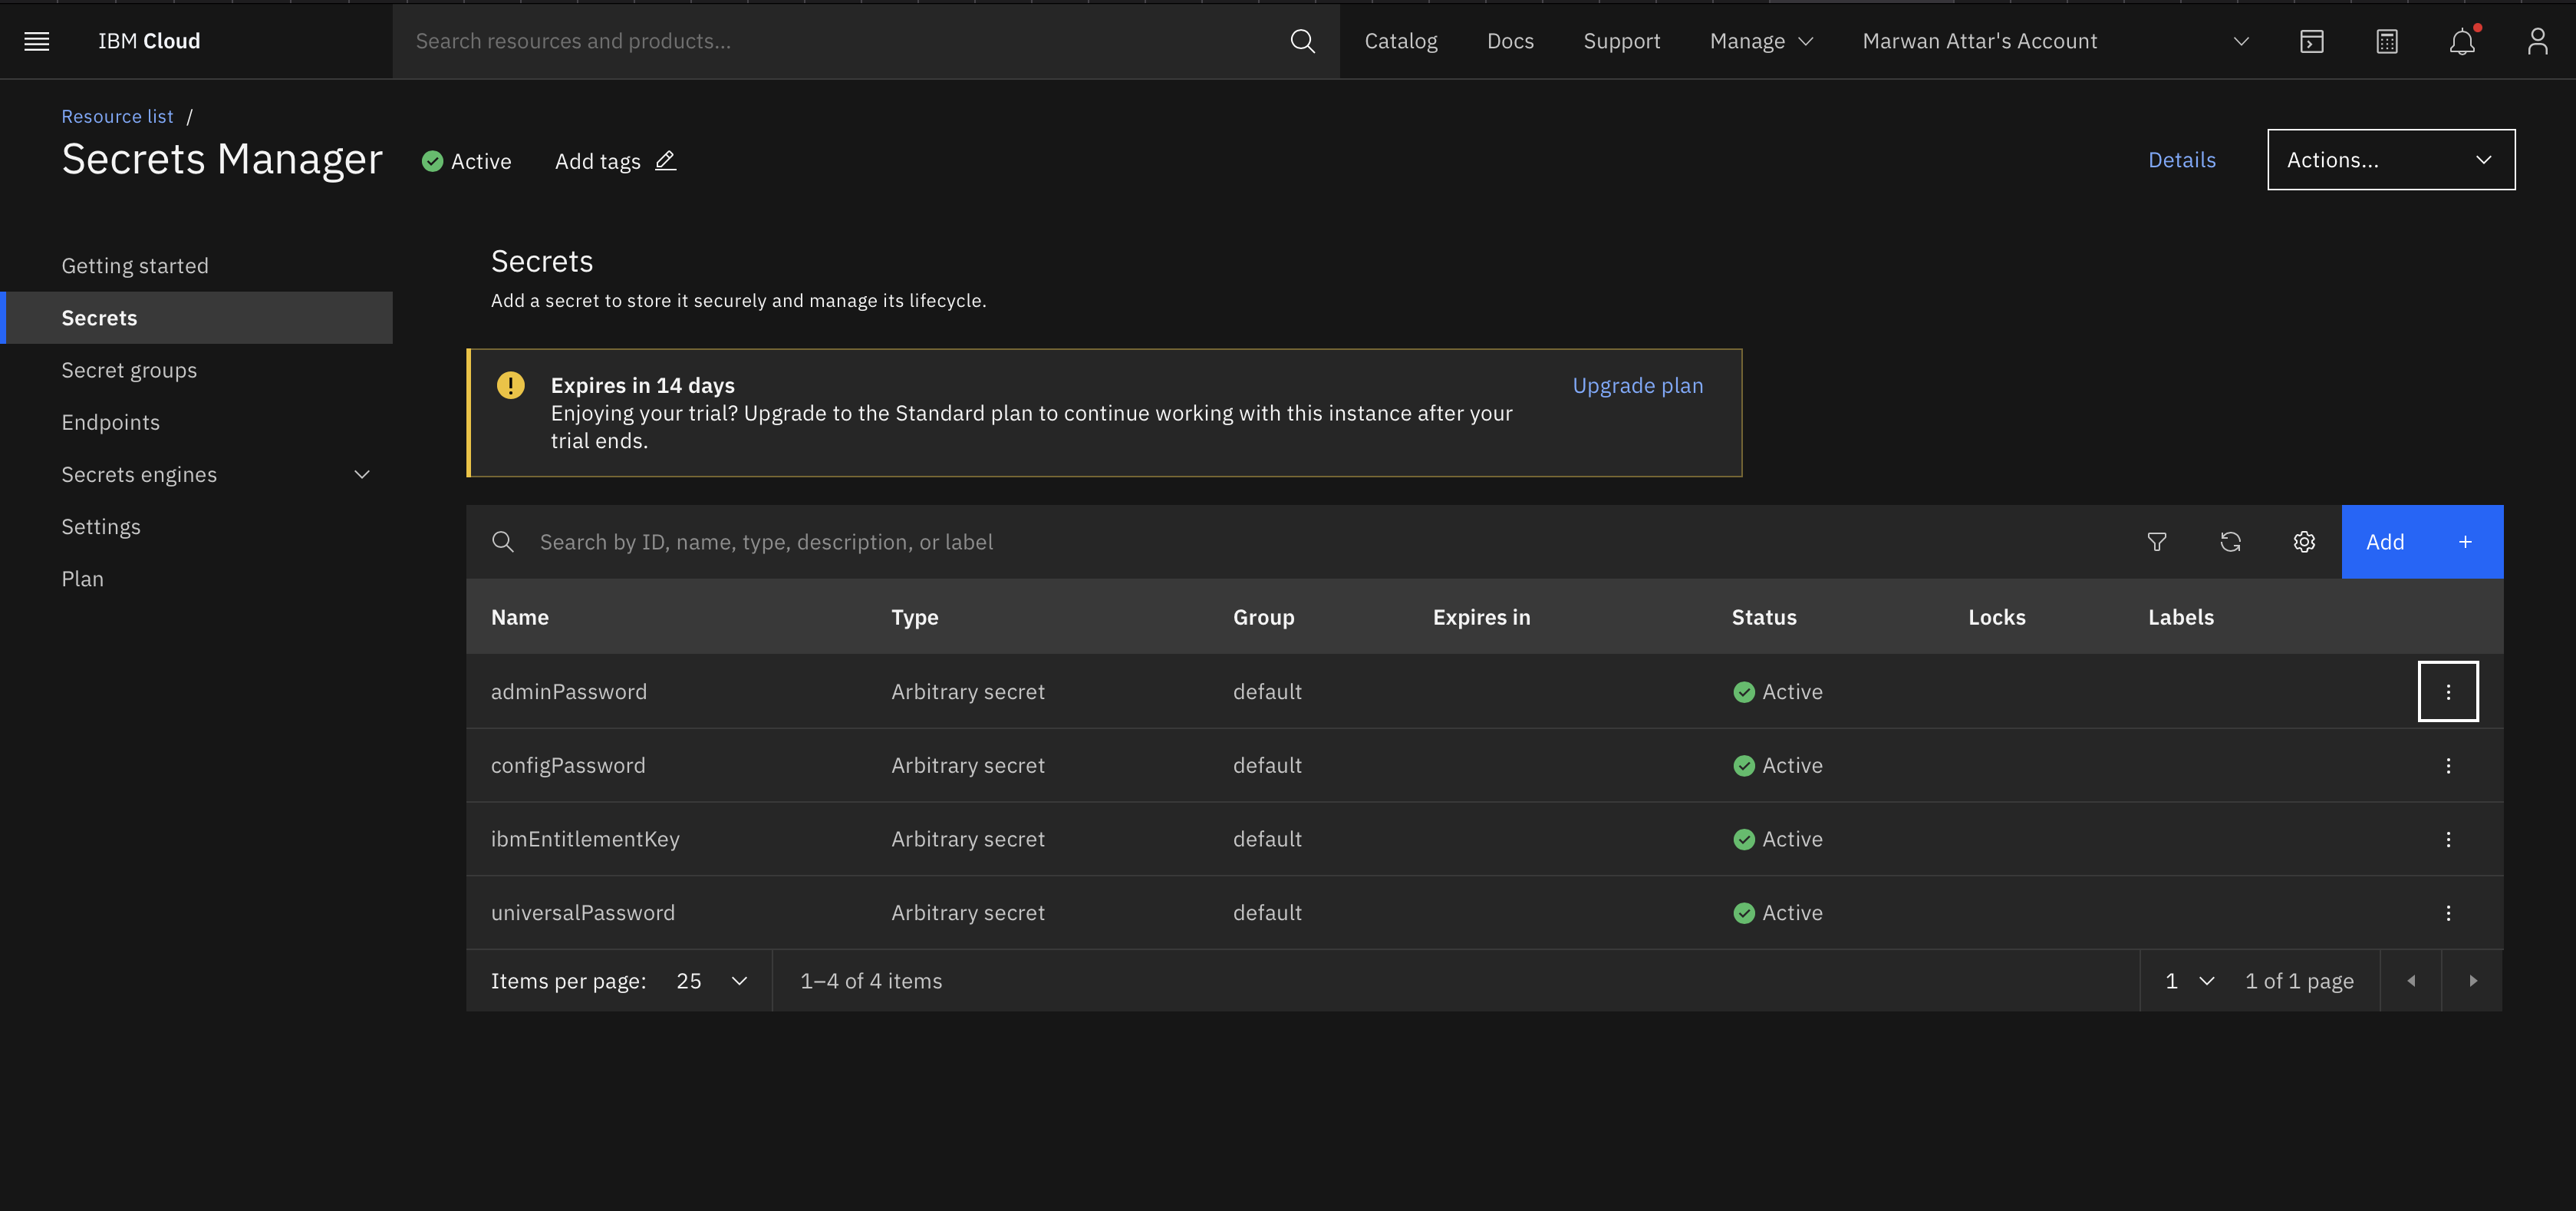 IBM Cloud
Search resources and products...
Catalog
Docs
Support
Manage
Marwan Attar's Account
Resource list /
Secrets Manager
Active
Add tags
Details
Actions...
Getting started
Secrets
Secret groups
Endpoints
Secrets engines
Settings
Plan
Secrets
Add a secret to store it securely and manage its lifecycle.
Expires in 14 days
Upgrade plan
Enjoying your trial? Upgrade to the Standard plan to continue working with this instance after your
trial ends.
Search by ID, name, type, description, or label
Add +
Name Type Group Expires in Status Locks Labels
adminPassword Arbitrary secret default Active
configPassword Arbitrary secret default Active
ibmEntitlementKey Arbitrary secret default Active
universalPassword Arbitrary secret default Active
Items per page: 25 1–4 of 4 items 1 1 of 1 page